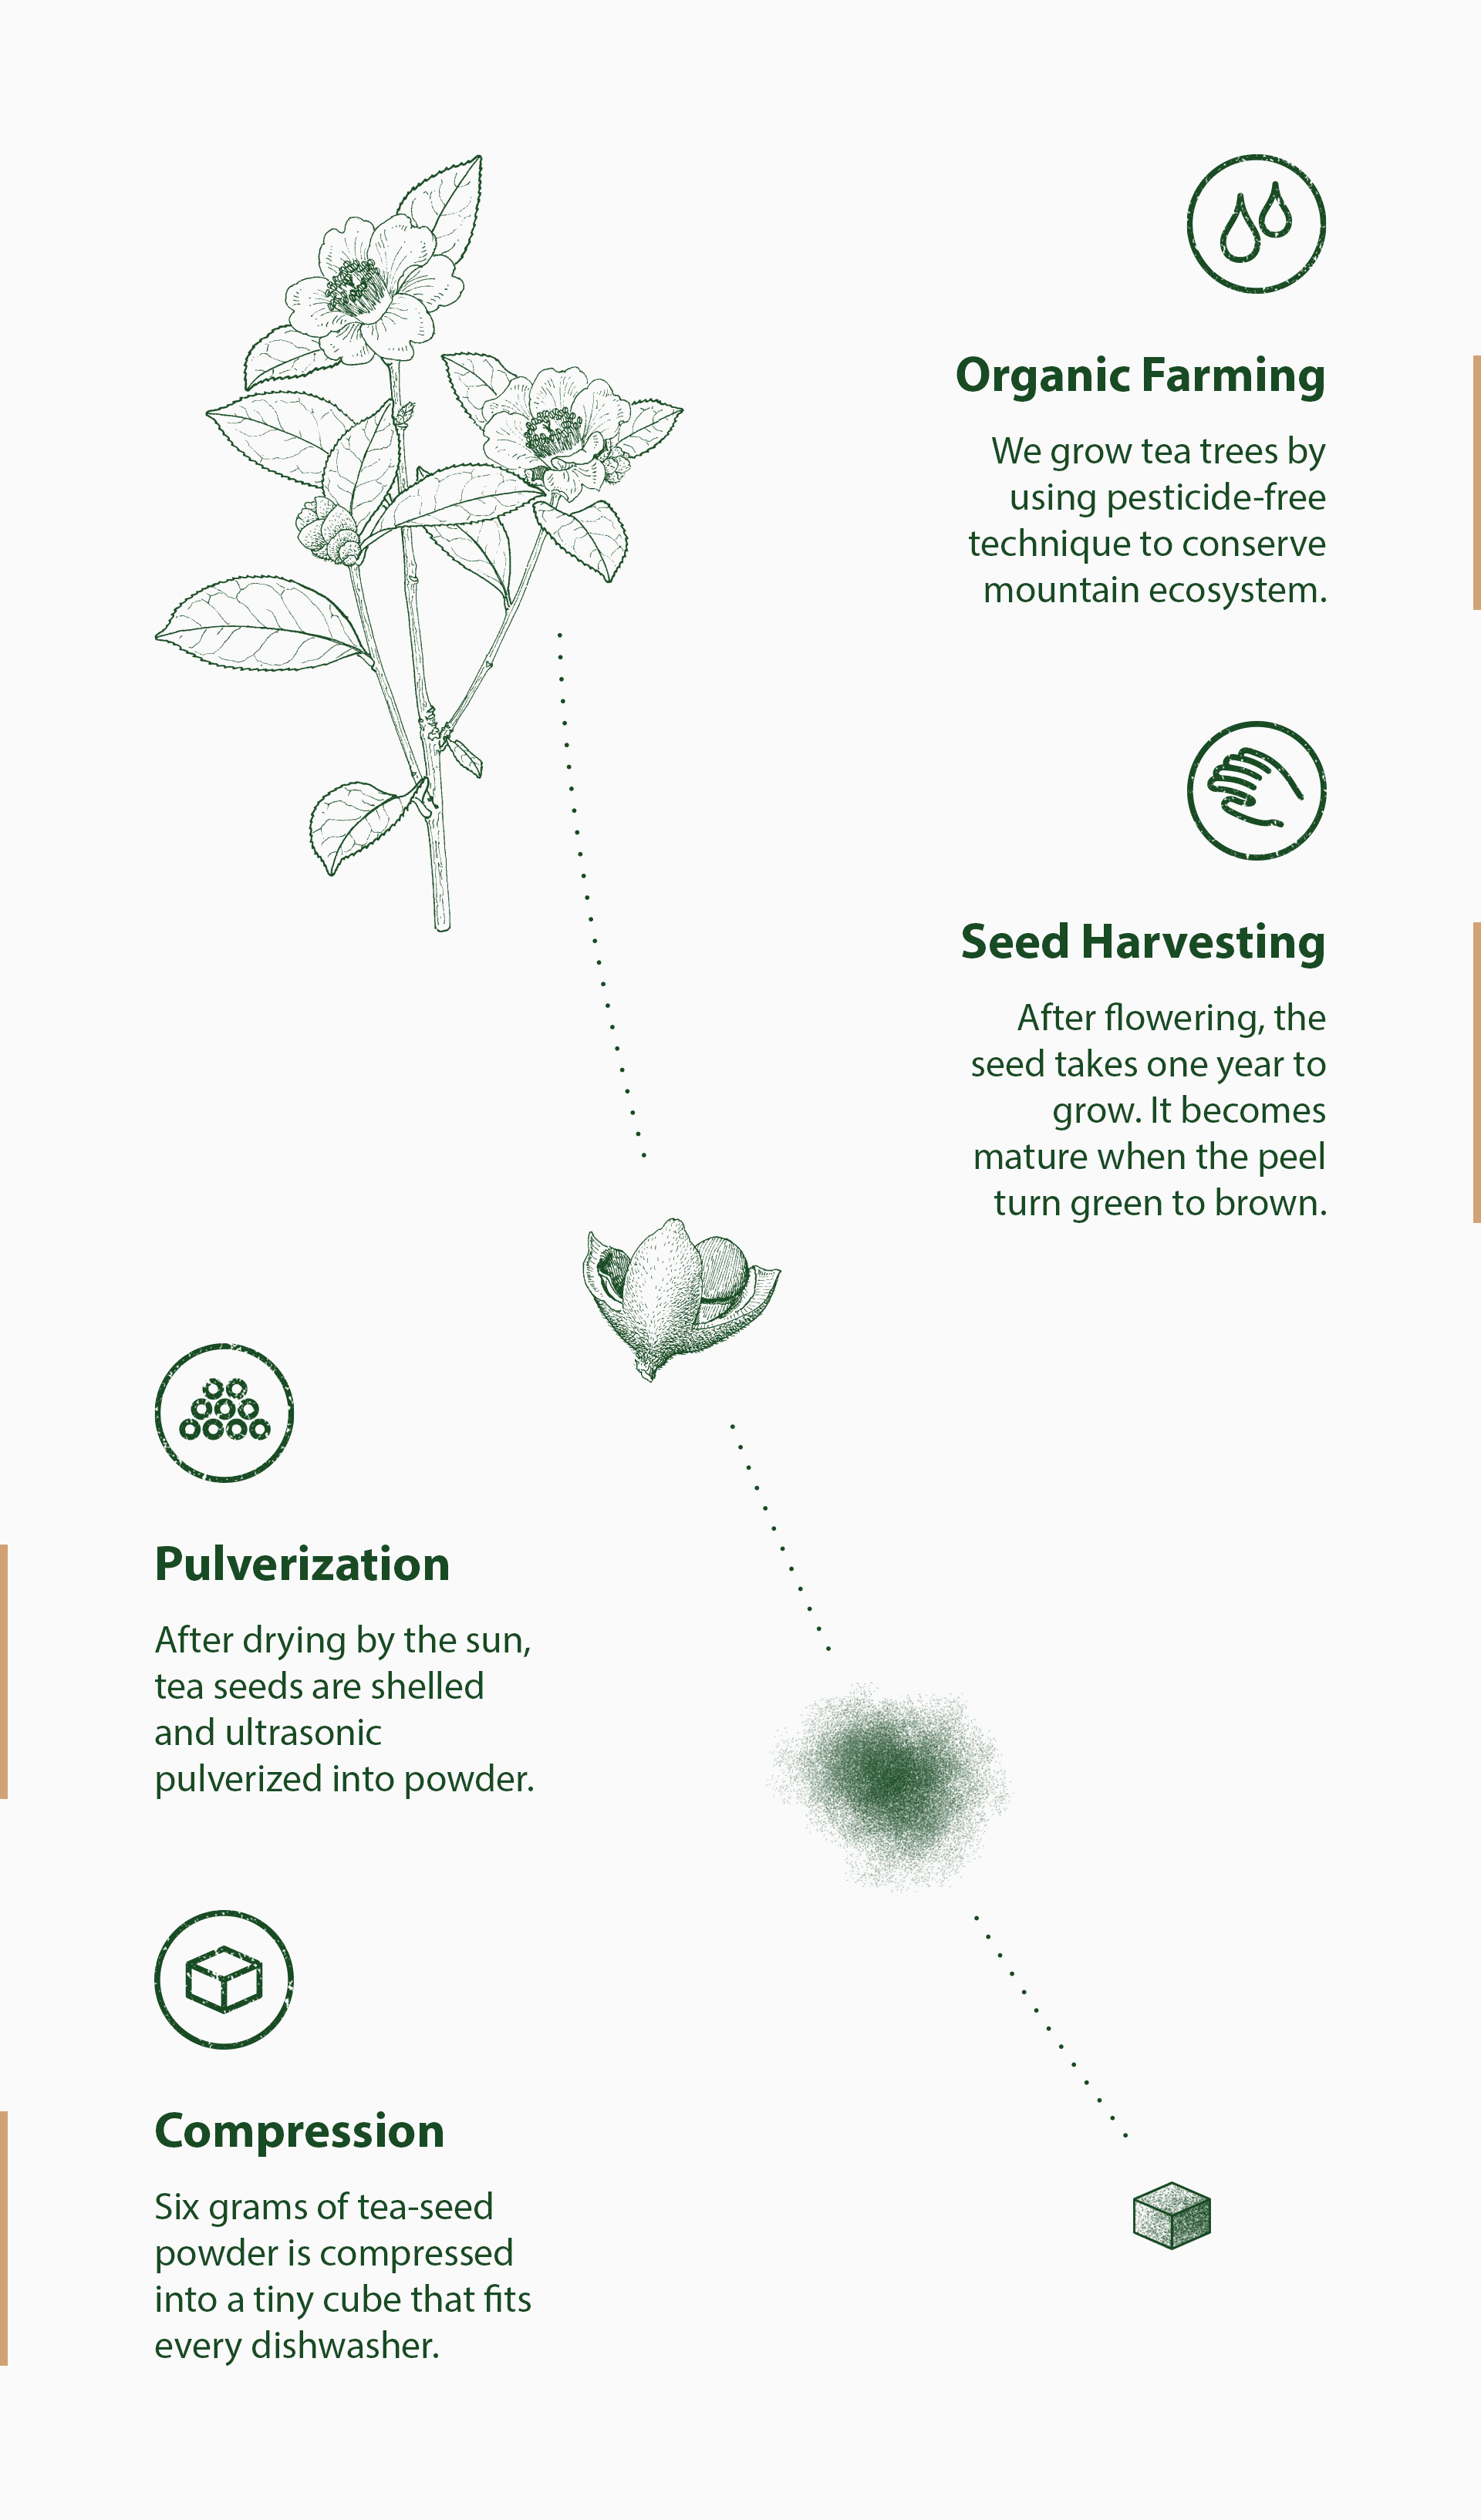 Organic Farming
We grow tea trees by
using pesticide-free
technique to conserve
mountain ecosystem.
Seed Harvesting
After flowering, the
seed takes one year to
grow. It becomes
mature when the peel
turn green to brown.
Pulverization
After drying by the sun,
tea seeds are shelled
and ultrasonic
pulverized into powder.
Compression
Six grams of tea-seed
powder is compressed
into a tiny cube that fits
every dishwasher.